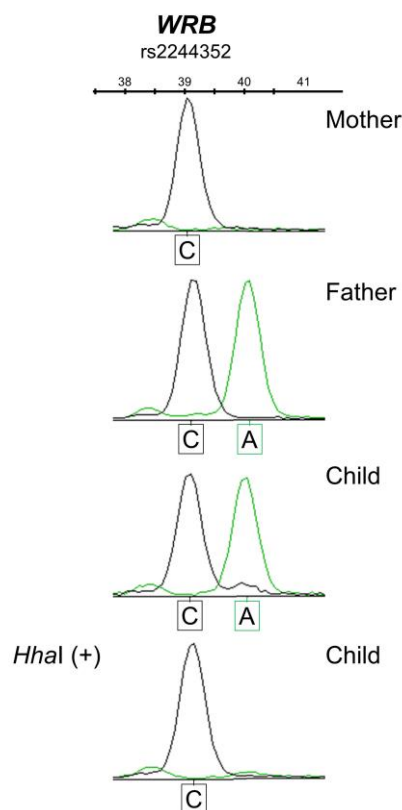 WRB
rs2244352
38 39 40 41
Mother
C
Father
C A
Child
C A
HhaI (+) Child
C